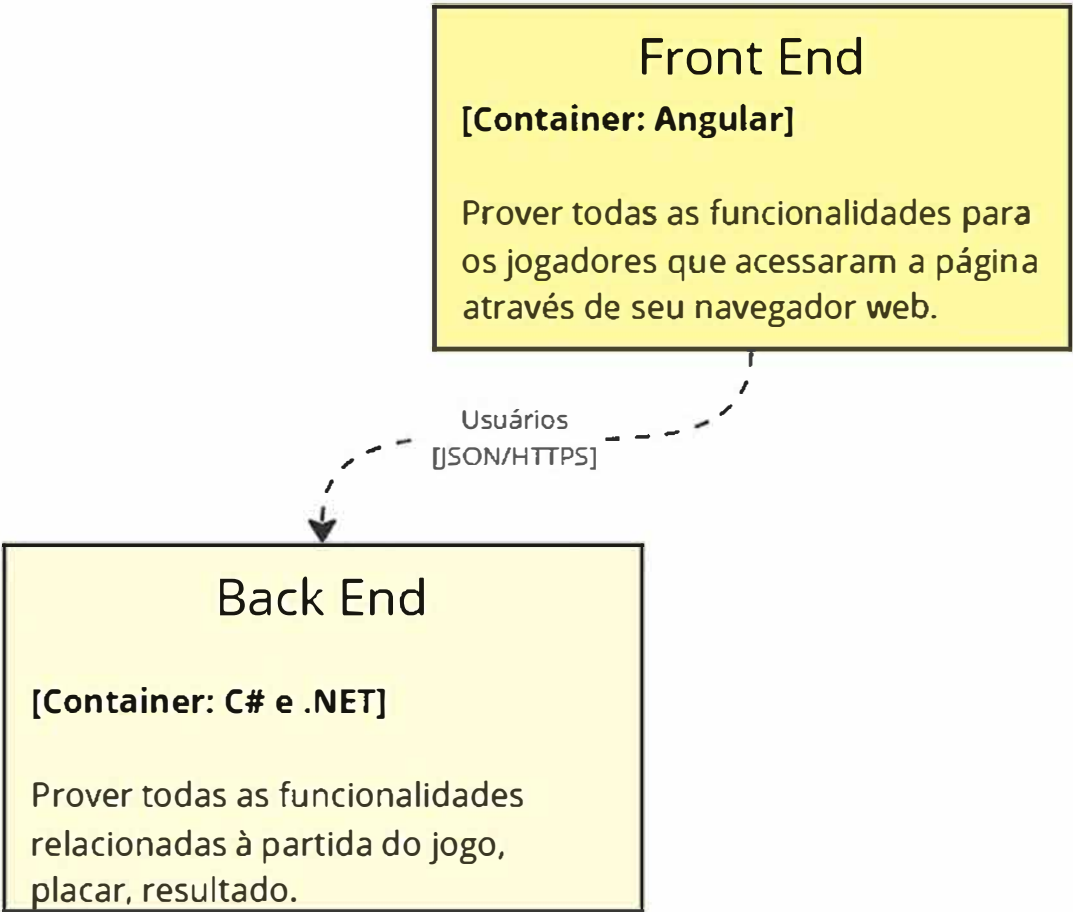 Front End
[Container: Angular]
Prover todas as funcionalidades para
os jogadores que acessaram a página
através de seu navegador web.
Usuários
[JSON/HTTPS]
Back End
[Container: C# e .NET]
Prover todas as funcionalidades
relacionadas à partida do jogo,
placar, resultado.